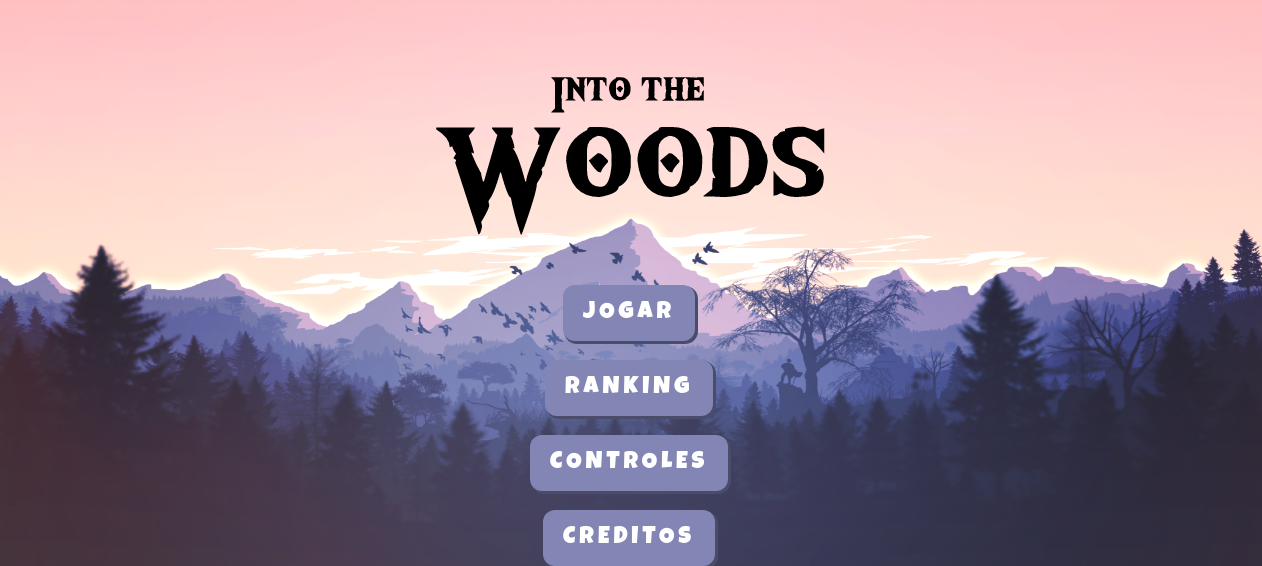 INTO THE
WOODS
JOGAR
RANKING
CONTROLES
CREDITOS